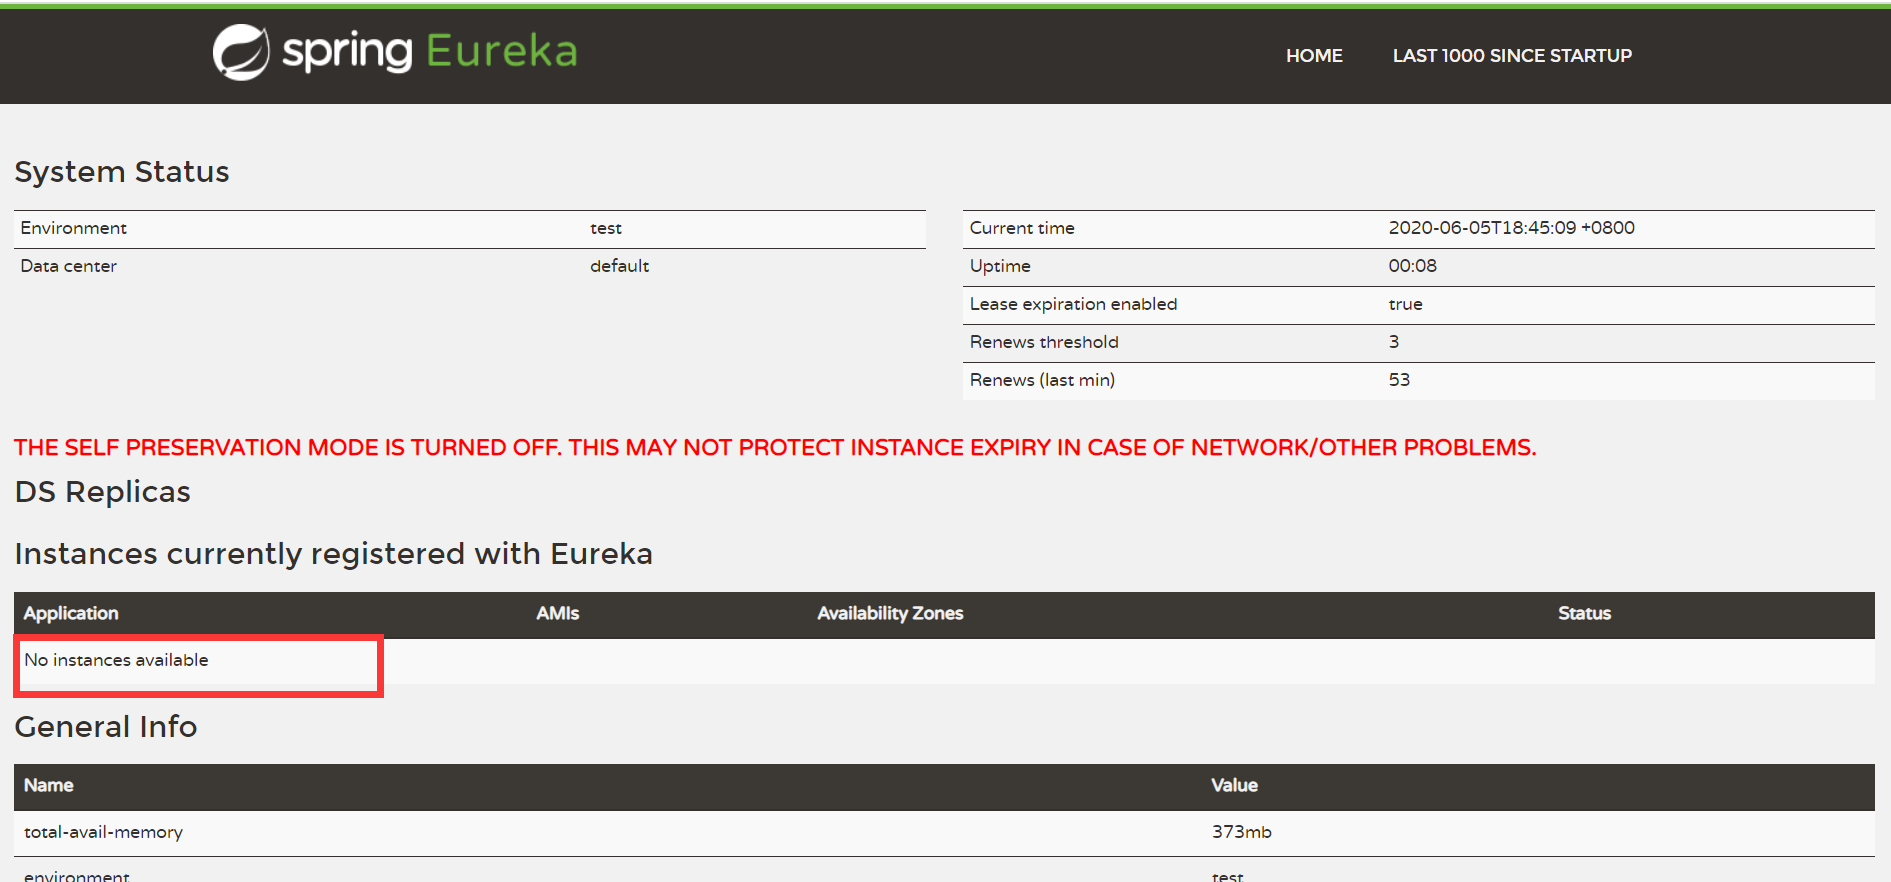 spring Eureka
HOME LAST 1000 SINCE STARTUP
System Status
Environment test
Data center default
Current time 2020-06-05T18:45:09 +0800
Uptime 00:08
Lease expiration enabled true
Renews threshold 3
Renews (last min) 53
THE SELF PRESERVATION MODE IS TURNED OFF. THIS MAY NOT PROTECT INSTANCE EXPIRY IN CASE OF NETWORK/OTHER PROBLEMS.
DS Replicas
Instances currently registered with Eureka
Application AMIs Availability Zones Status
No instances available
General Info
Name Value
total-avail-memory 373mb
environment test